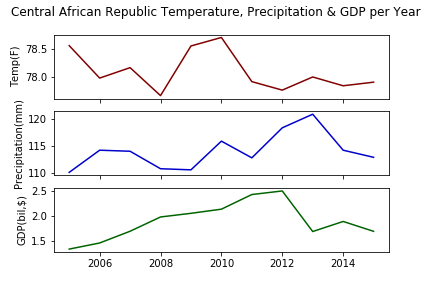 Central African Republic Temperature, Precipitation & GDP per Year
Temp(F)
78.5
78.0
Precipitation(mm)
120
115
110
GDP(bil,$)
2.5
2.0
1.5
2006 2008 2010 2012 2014